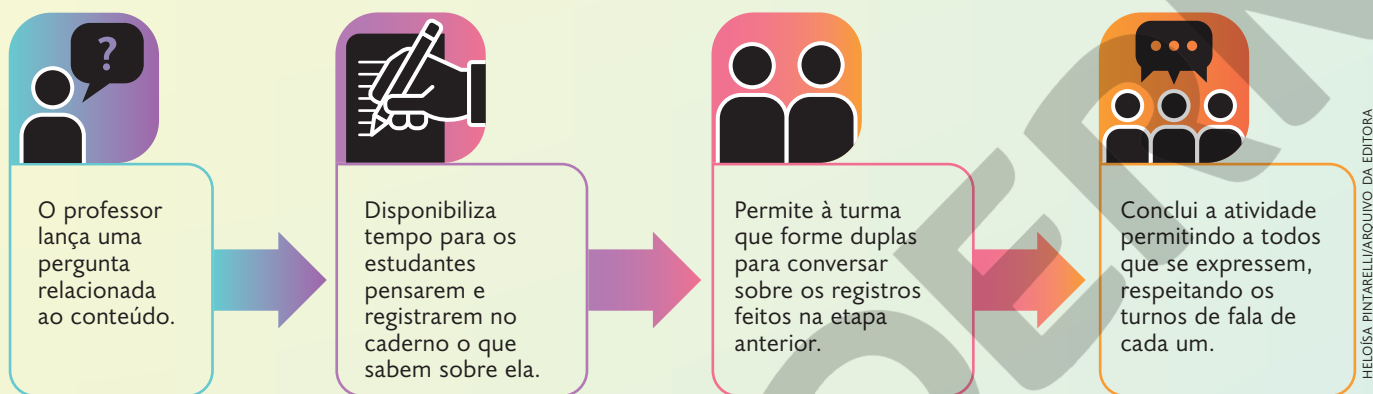 ?
O professor
lança uma
pergunta
relacionada
ao conteúdo.
Disponibiliza
tempo para os
estudantes
pensarem e
registrarem no
caderno o que
sabem sobre ela.
Permite à turma
que forme duplas
para conversar
sobre os registros
feitos na etapa
anterior.
Conclui a atividade
permitindo a todos
que se expressem,
respeitando os
turnos de fala de
cada um.
HELOÍSA PINTARELLI/ARQUIVO DA EDITORA